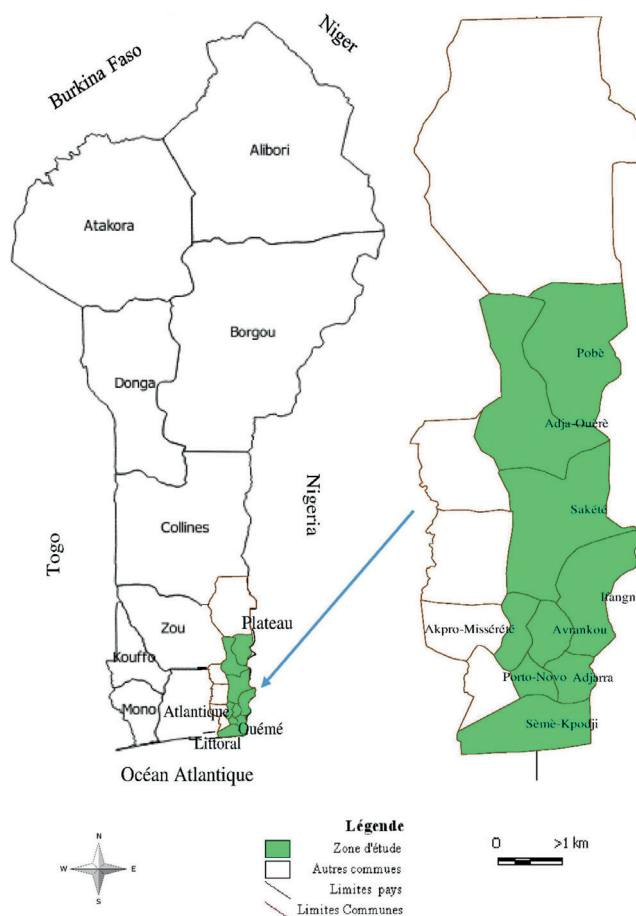 Burkina Faso
Niger
Alibori
Atakora
Borgou
Donga
Collines
Togo
Nigeria
Zou
Plateau
Kouffo
Mono
Atlantique
Ouémé
Littoral
Océan Atlantique
Pobè
Adja-Ouèrè
Sakété
Ifangn
Akpro-Missérété
Avrankou
Porto-Novo
Adjarra
Sèmè-Kpodji
Légende
Zone d'étude
Autres communes
Limites pays
Limites Communes
N
W
E
S
0 >1 km